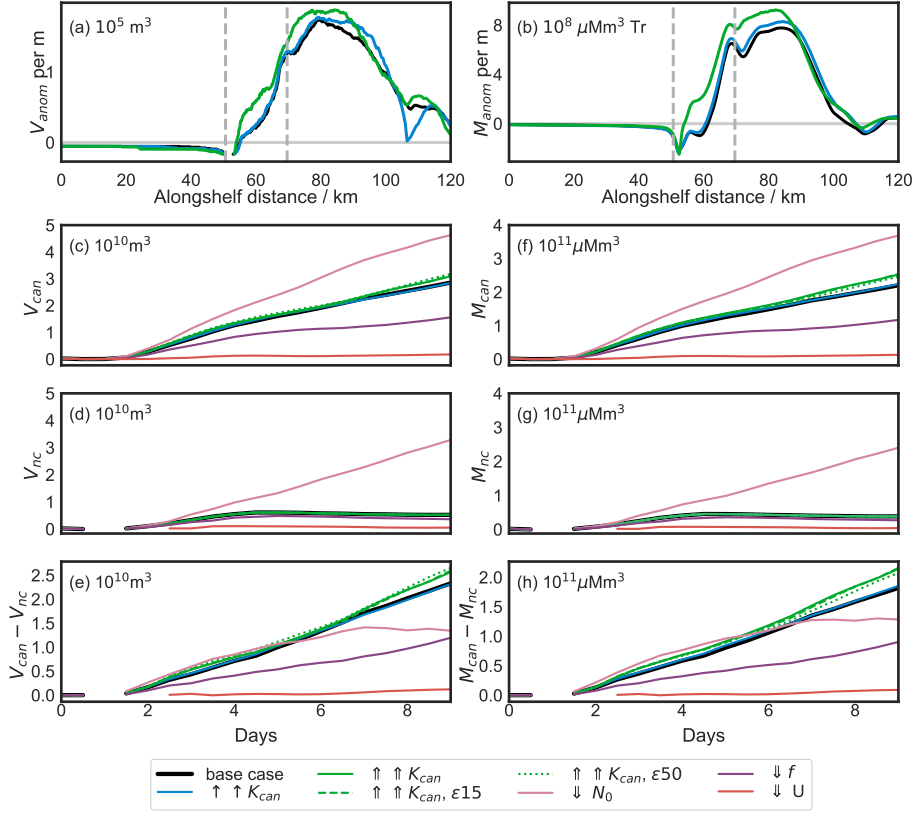 (a) 10⁵ m³
V_anom per m
1
0
0 20 40 60 80 100 120
Alongshelf distance / km
(b) 10⁸ μMm³ Tr
M_anom per m
8
4
0
0 20 40 60 80 100 120
Alongshelf distance / km
(c) 10¹⁰m³
V_can
5
4
3
2
1
0
(f) 10¹¹μMm³
M_can
4
3
2
1
0
(d) 10¹⁰m³
V_nc
5
4
3
2
1
0
(g) 10¹¹μMm³
M_nc
4
3
2
1
0
(e) 10¹⁰m³
V_can − V_nc
2.5
2.0
1.5
1.0
0.5
0.0
0 2 4 6 8
Days
(h) 10¹¹μMm³
M_can − M_nc
2.0
1.5
1.0
0.5
0.0
0 2 4 6 8
Days
base case ⇑ ⇑ K_can ⇑ ⇑ K_can, ε50 ⇓ f
↑ ↑ K_can ⇑ ⇑ K_can, ε15 ⇓ N₀ ⇓ U